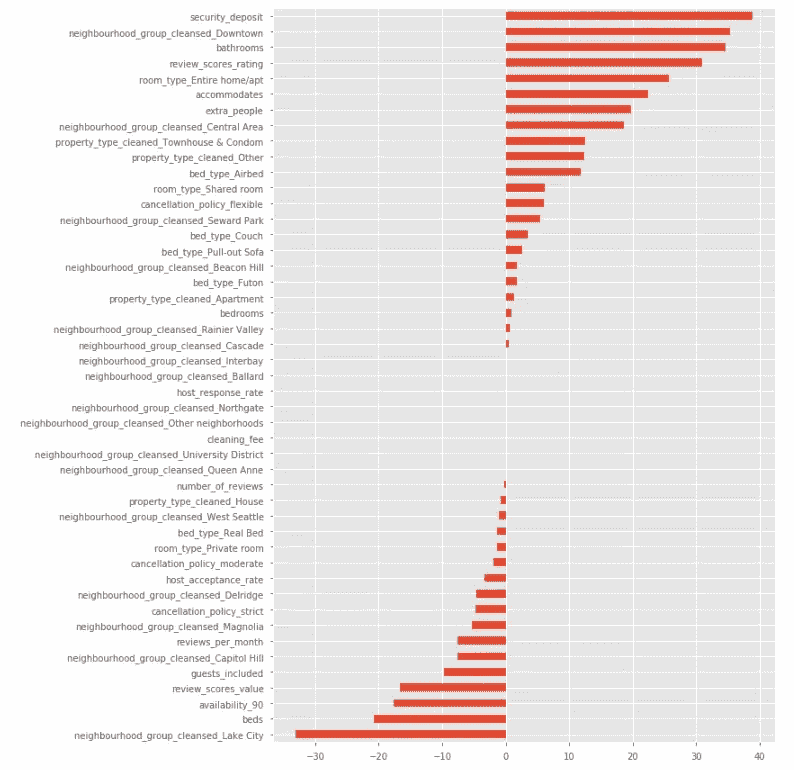 security_deposit
neighbourhood_group_cleansed_Downtown
bathrooms
review_scores_rating
room_type_Entire home/apt
accommodates
extra_people
neighbourhood_group_cleansed_Central Area
property_type_cleaned_Townhouse & Condom
property_type_cleaned_Other
bed_type_Airbed
room_type_Shared room
cancellation_policy_flexible
neighbourhood_group_cleansed_Seward Park
bed_type_Couch
bed_type_Pull-out Sofa
neighbourhood_group_cleansed_Beacon Hill
bed_type_Futon
property_type_cleaned_Apartment
bedrooms
neighbourhood_group_cleansed_Rainier Valley
neighbourhood_group_cleansed_Cascade
neighbourhood_group_cleansed_Interbay
neighbourhood_group_cleansed_Ballard
host_response_rate
neighbourhood_group_cleansed_Northgate
neighbourhood_group_cleansed_Other neighborhoods
cleaning_fee
neighbourhood_group_cleansed_University District
neighbourhood_group_cleansed_Queen Anne
number_of_reviews
property_type_cleaned_House
neighbourhood_group_cleansed_West Seattle
bed_type_Real Bed
room_type_Private room
cancellation_policy_moderate
host_acceptance_rate
neighbourhood_group_cleansed_Delridge
cancellation_policy_strict
neighbourhood_group_cleansed_Magnolia
reviews_per_month
neighbourhood_group_cleansed_Capitol Hill
guests_included
review_scores_value
availability_90
beds
neighbourhood_group_cleansed_Lake City
−30 −20 −10 0 10 20 30 40